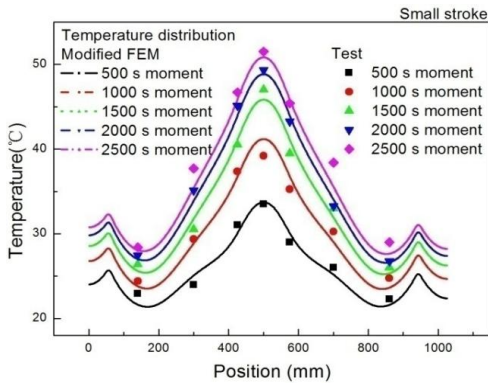 Small stroke
Temperature distribution
Modified FEM
500 s moment
1000 s moment
1500 s moment
2000 s moment
2500 s moment
Test
500 s moment
1000 s moment
1500 s moment
2000 s moment
2500 s moment
Temperature(℃)
50
40
30
20
0
200
400
600
800
1000
Position (mm)